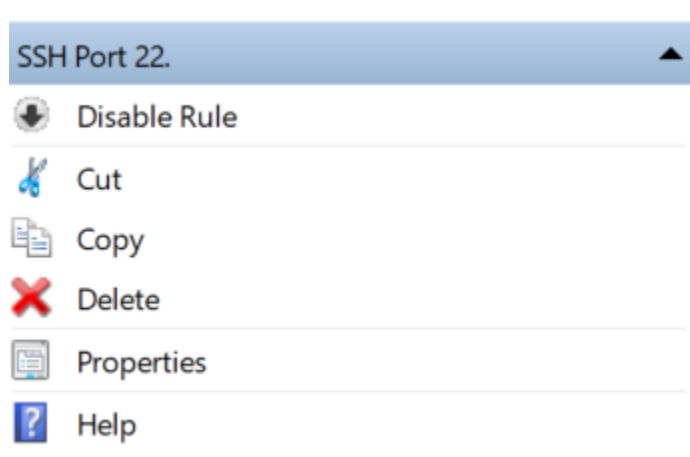 SSH Port 22.
Disable Rule
Cut
Copy
Delete
Properties
Help